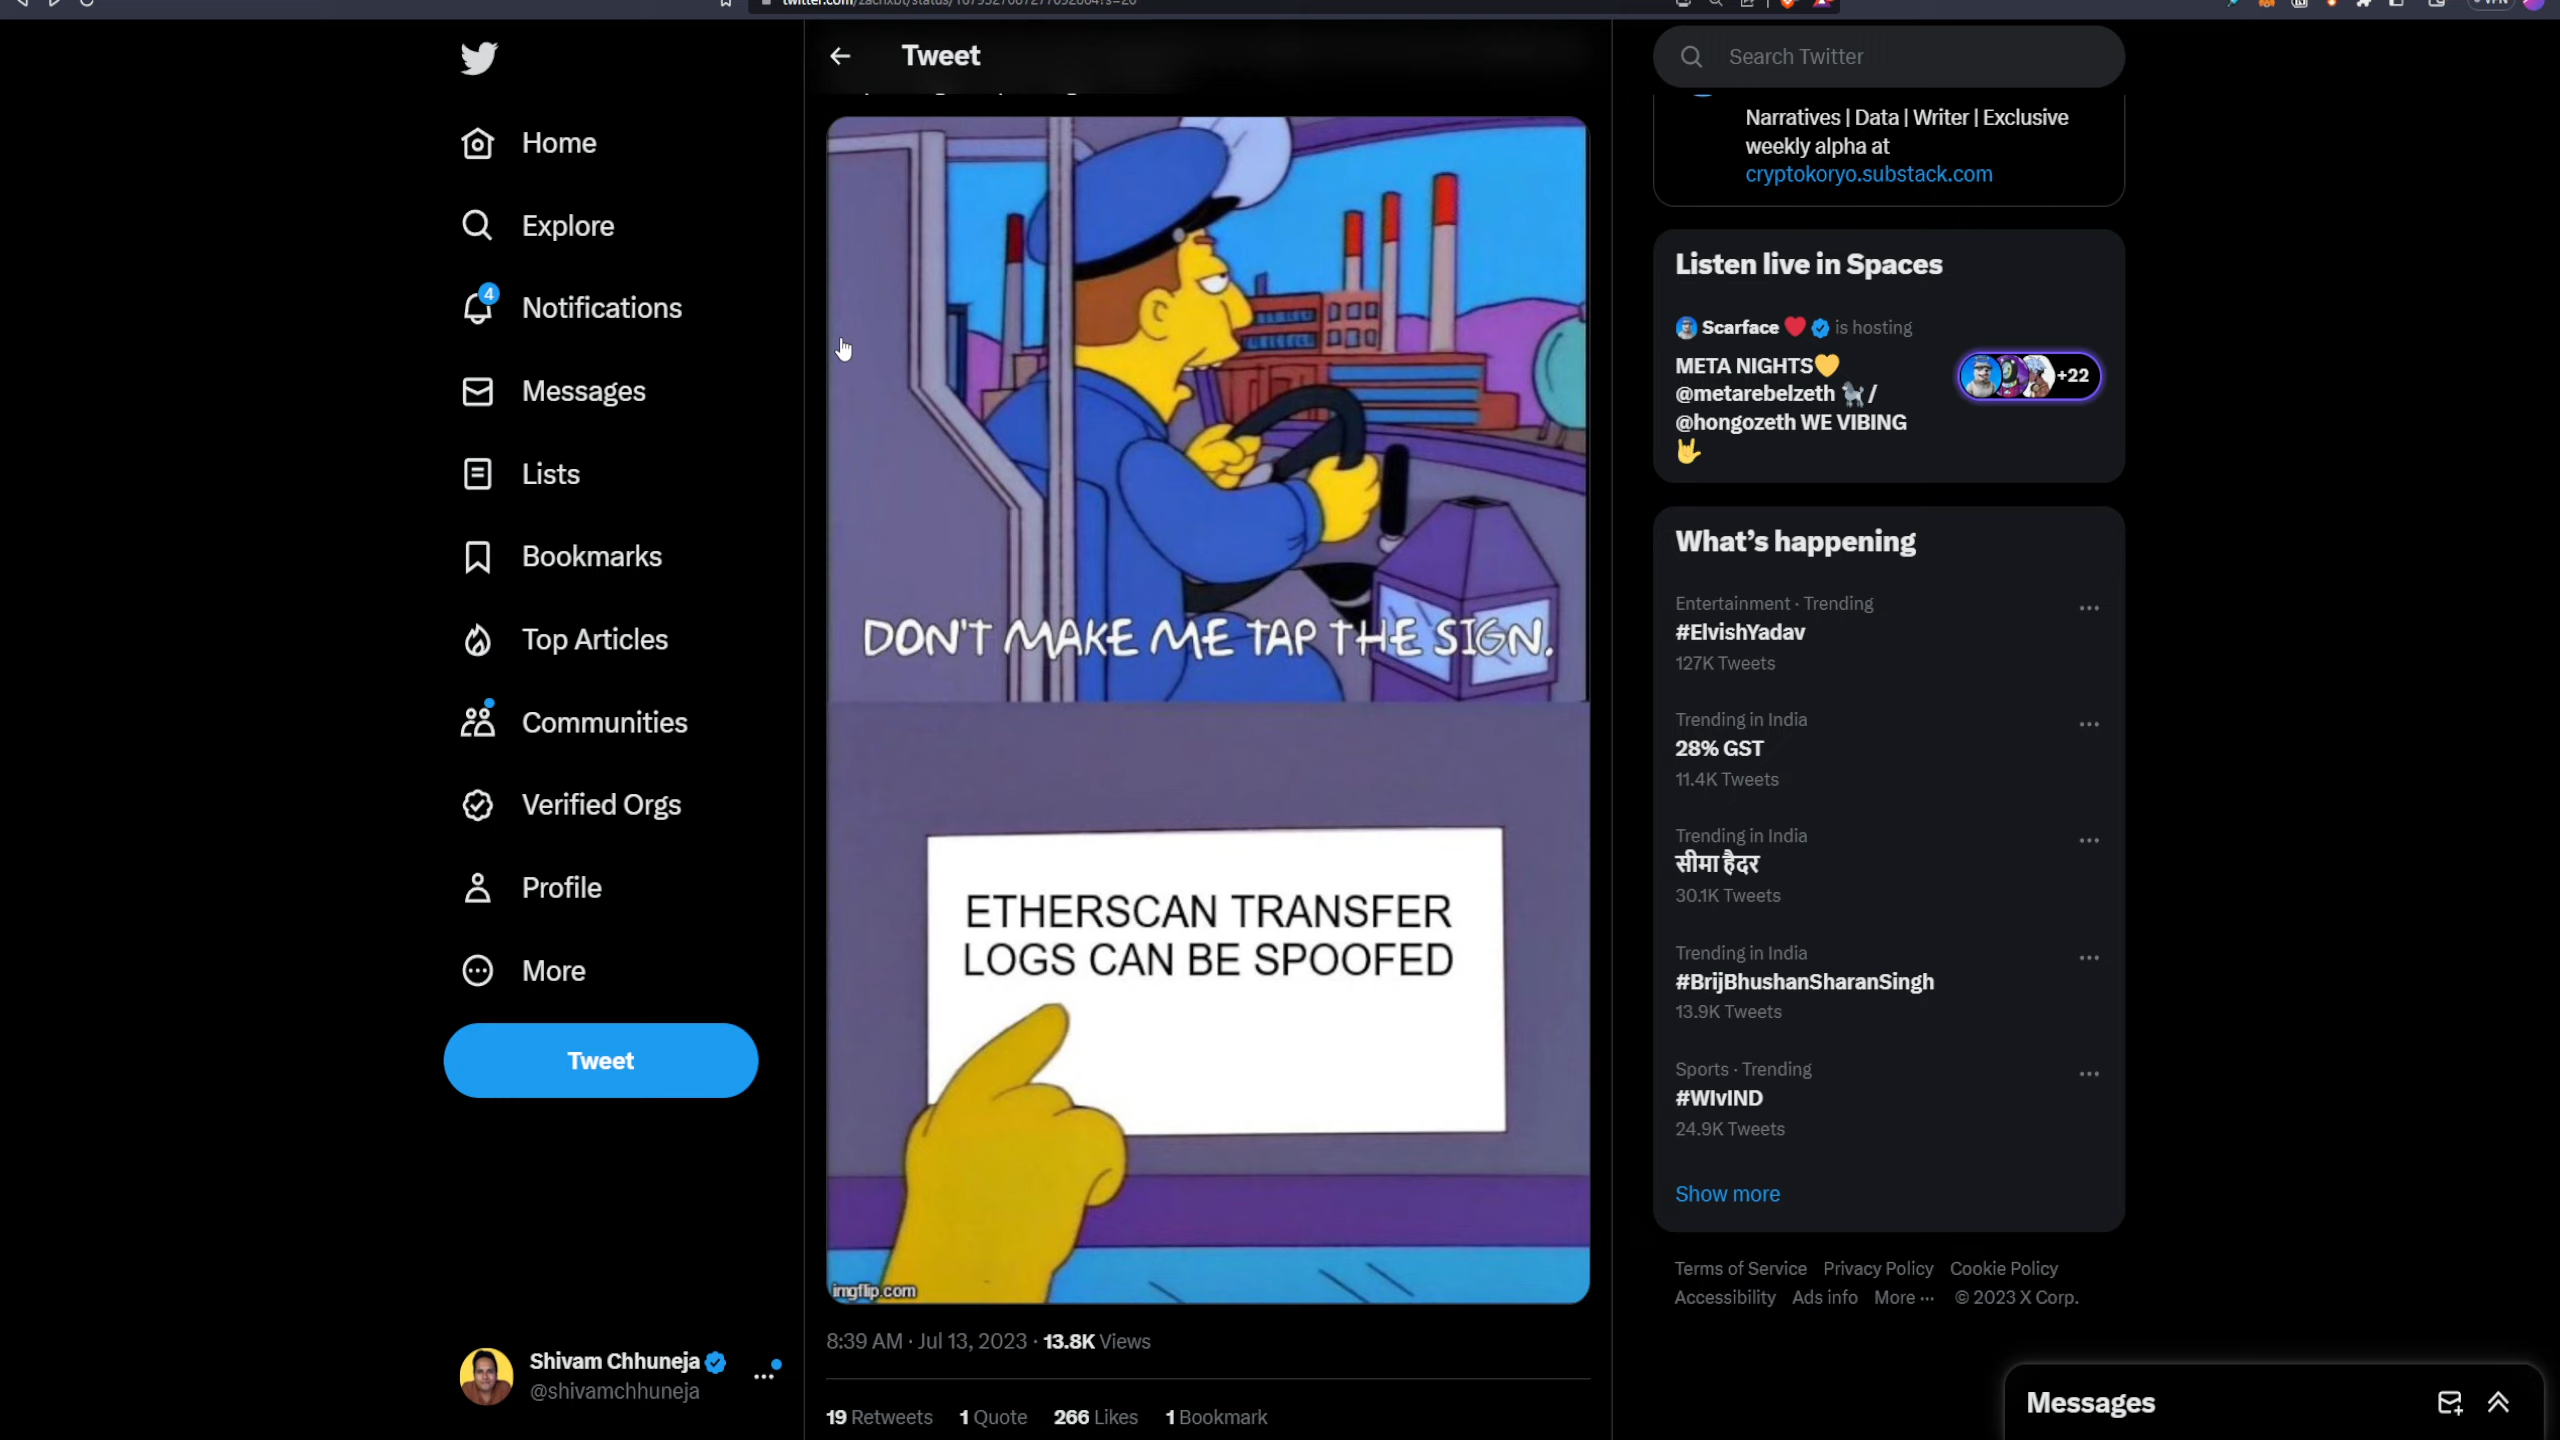 Tweet
Search Twitter
Home
Explore
4
Notifications
Messages
Lists
Bookmarks
Top Articles
Communities
Verified Orgs
Profile
More
Tweet
Shivam Chhuneja
@shivamchhuneja
DON'T MAKE ME TAP THE SIGN.
ETHERSCAN TRANSFER
LOGS CAN BE SPOOFED
imgflip.com
8:39 AM · Jul 13, 2023 · 13.8K Views
19 Retweets 1 Quote 266 Likes 1 Bookmark
Narratives | Data | Writer | Exclusive
weekly alpha at
cryptokoryo.substack.com
Listen live in Spaces
Scarface is hosting
META NIGHTS
@metarebelzeth /
@hongozeth WE VIBING
+22
What's happening
Entertainment · Trending
#ElvishYadav
127K Tweets
Trending in India
28% GST
11.4K Tweets
Trending in India
सीमा हैदर
30.1K Tweets
Trending in India
#BrijBhushanSharanSingh
13.9K Tweets
Sports · Trending
#WIvIND
24.9K Tweets
Show more
Terms of Service Privacy Policy Cookie Policy
Accessibility Ads info More ··· © 2023 X Corp.
Messages